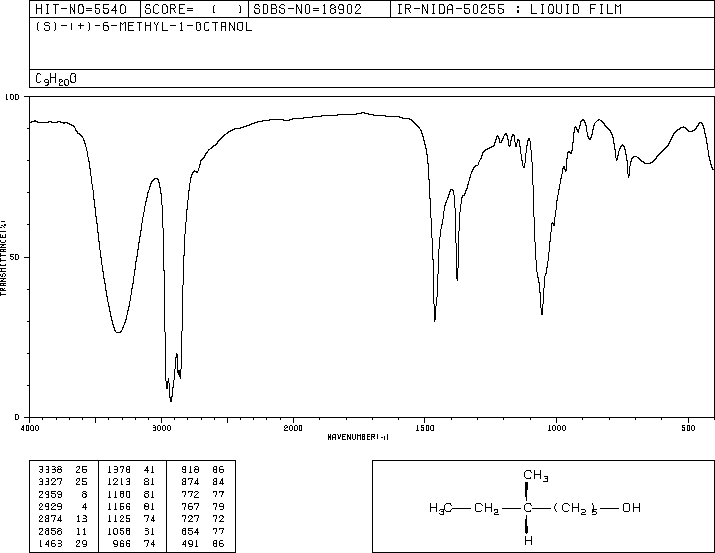 HIT-NO=5540 SCORE= ( ) SDBS-NO=18902 IR-NIDA-50255 : LIQUID FILM
(S)-(+)-6-METHYL-1-OCTANOL
C9H20O
100
50
0
TRANSMITTANCE(%)
4000 3000 2000 1500 1000 500
WAVENUMBER(-1)
3338 26 1378 41 918 86
3327 25 1213 81 874 84
2959 8 1180 81 772 77
2929 4 1156 81 767 79
2874 13 1125 74 727 72
2858 11 1058 31 654 77
1463 29 966 74 491 86
CH3
H3C CH2 C (CH2)5 OH
H